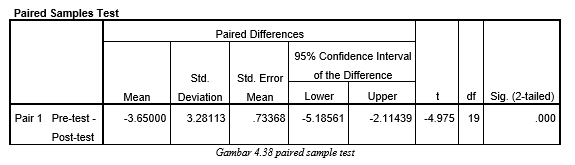 Paired Samples Test
Paired Differences
95% Confidence Interval
of the Difference
Std.
Deviation
Std. Error
Mean
Mean Lower Upper t df Sig. (2-tailed)
Pair 1 Pre-test - -3.65000 3.28113 .73368 -5.18561 -2.11439 -4.975 19 .000
Post-test
Gambar 4.38 paired sample test